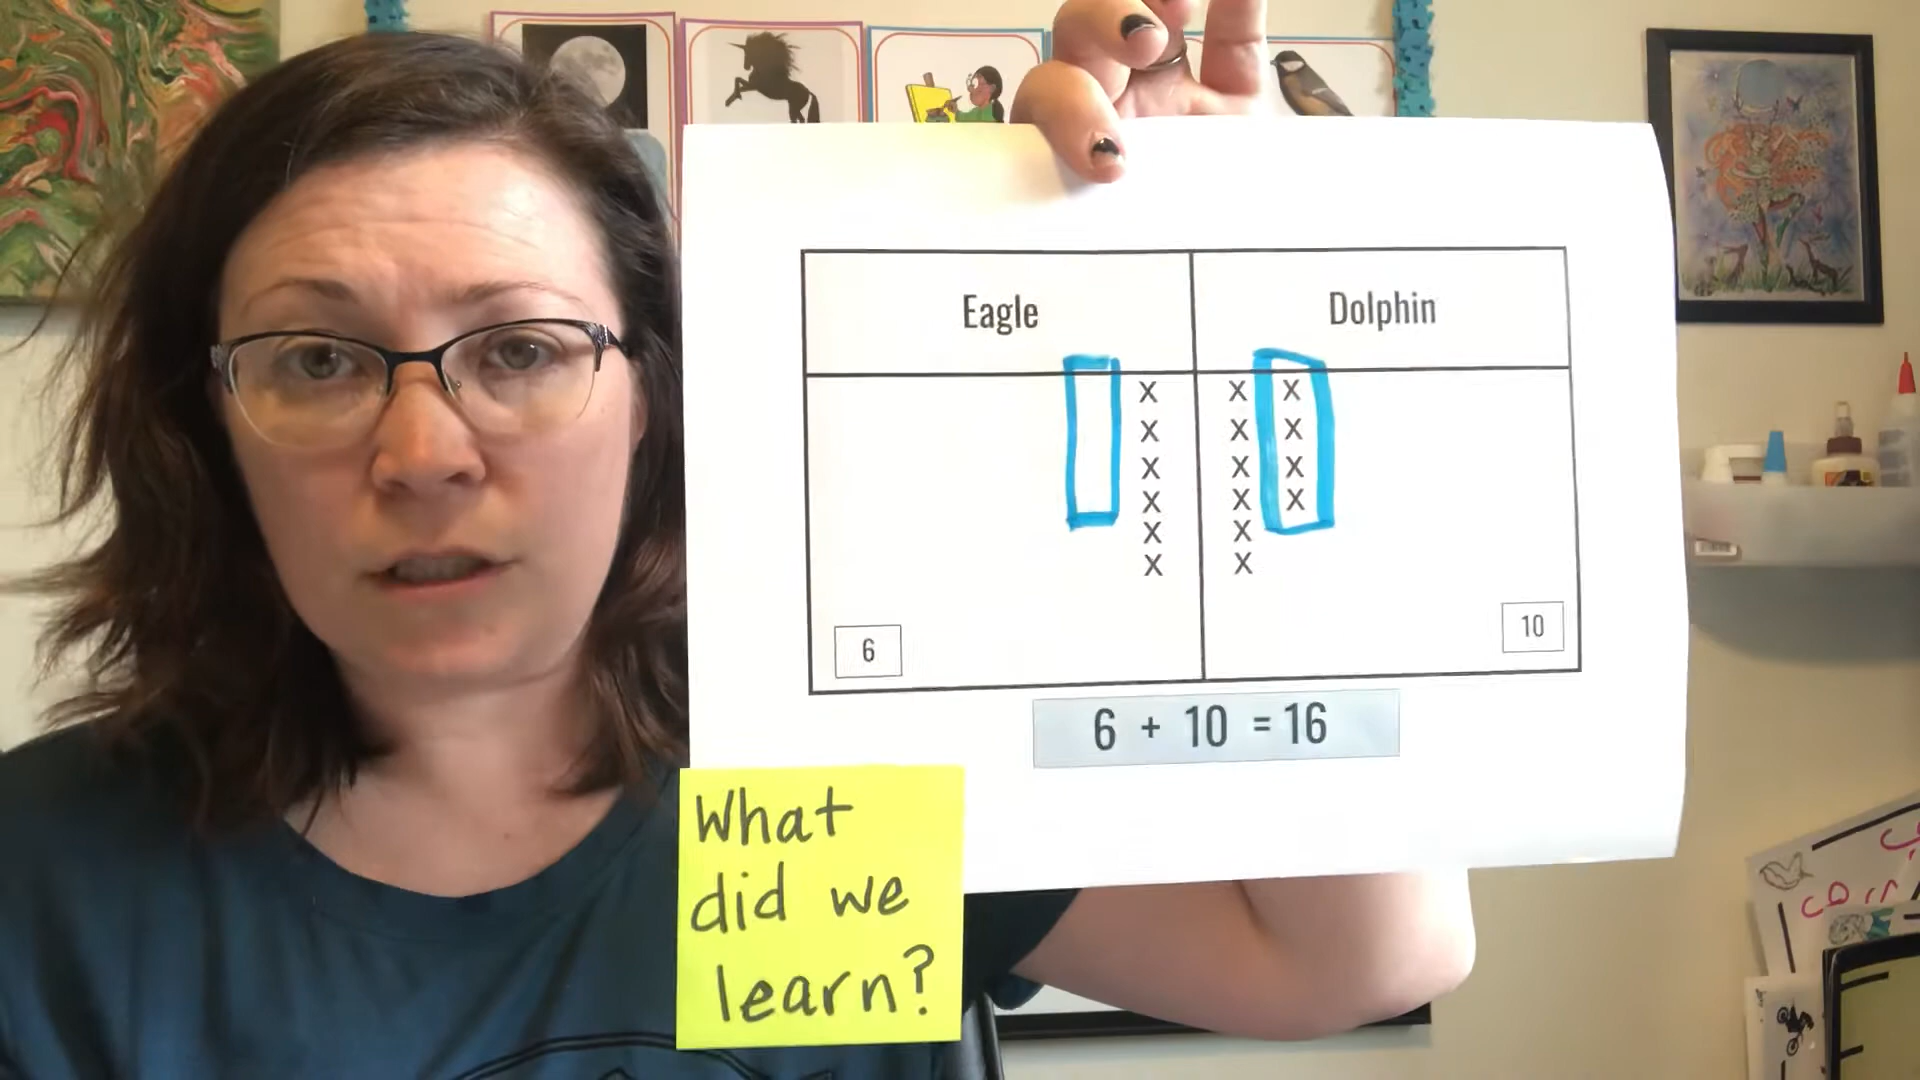 Eagle Dolphin
X X X
X X X
X X X
X X X
X X
X X
6 10
6 + 10 = 16
What
did we
learn?